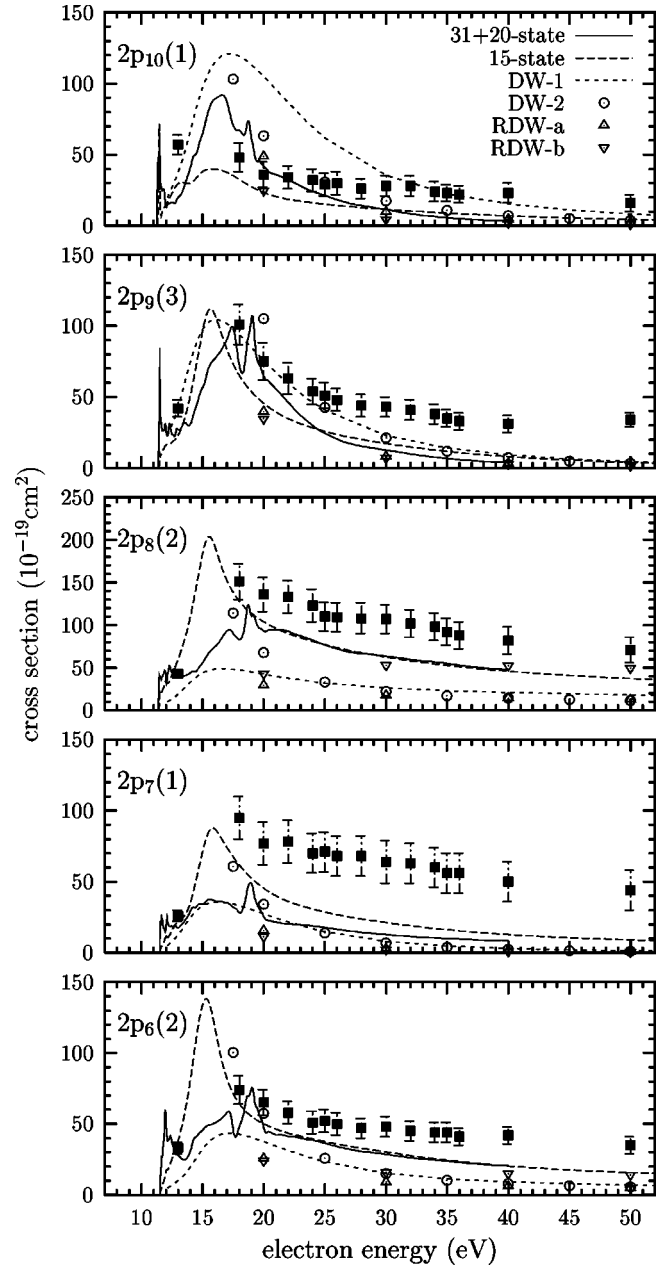 150
100
50
0
2p₁₀(1)
31+20-state
15-state
DW-1
DW-2
RDW-a
RDW-b
150
100
50
0
2p₉(3)
250
200
150
100
50
0
2p₈(2)
150
100
50
0
2p₇(1)
150
100
50
0
2p₆(2)
10 15 20 25 30 35 40 45 50
cross section (10⁻¹⁹cm²)
electron energy (eV)